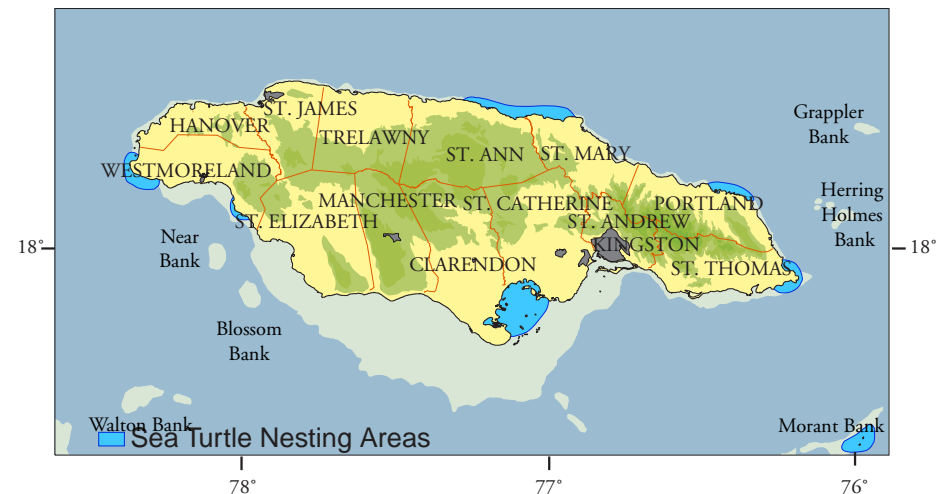 Grappler
Bank
ST. JAMES
HANOVER
TRELAWNY
ST. ANN
ST. MARY
WESTMORELAND
Herring
Holmes
Bank
MANCHESTER
ST. CATHERINE
PORTLAND
ST. ELIZABETH
ST. ANDREW
Near
Bank
KINGSTON
18°
18°
CLARENDON
ST. THOMAS
Blossom
Bank
Walton Bank
Morant Bank
Sea Turtle Nesting Areas
78°
77°
76°